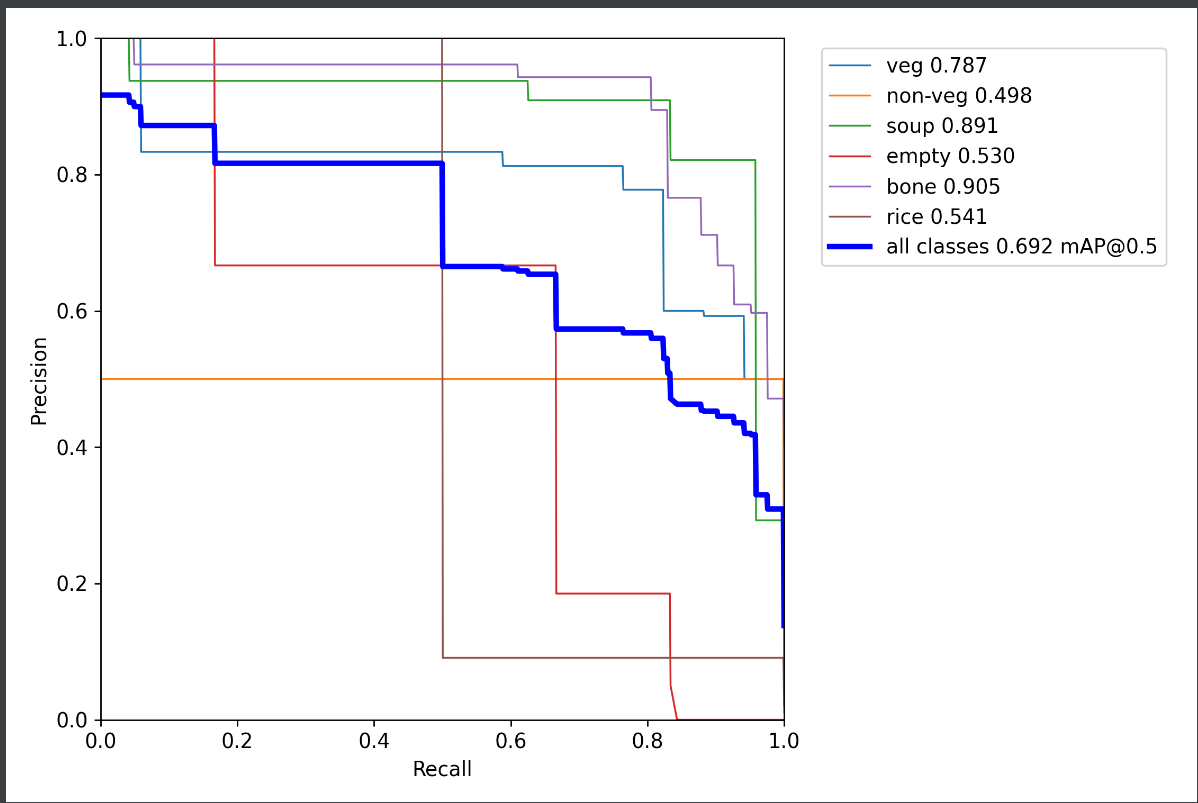 1.0
0.8
0.6
0.4
0.2
0.0
Precision
0.0 0.2 0.4 0.6 0.8 1.0
Recall
veg 0.787
non-veg 0.498
soup 0.891
empty 0.530
bone 0.905
rice 0.541
all classes 0.692 mAP@0.5